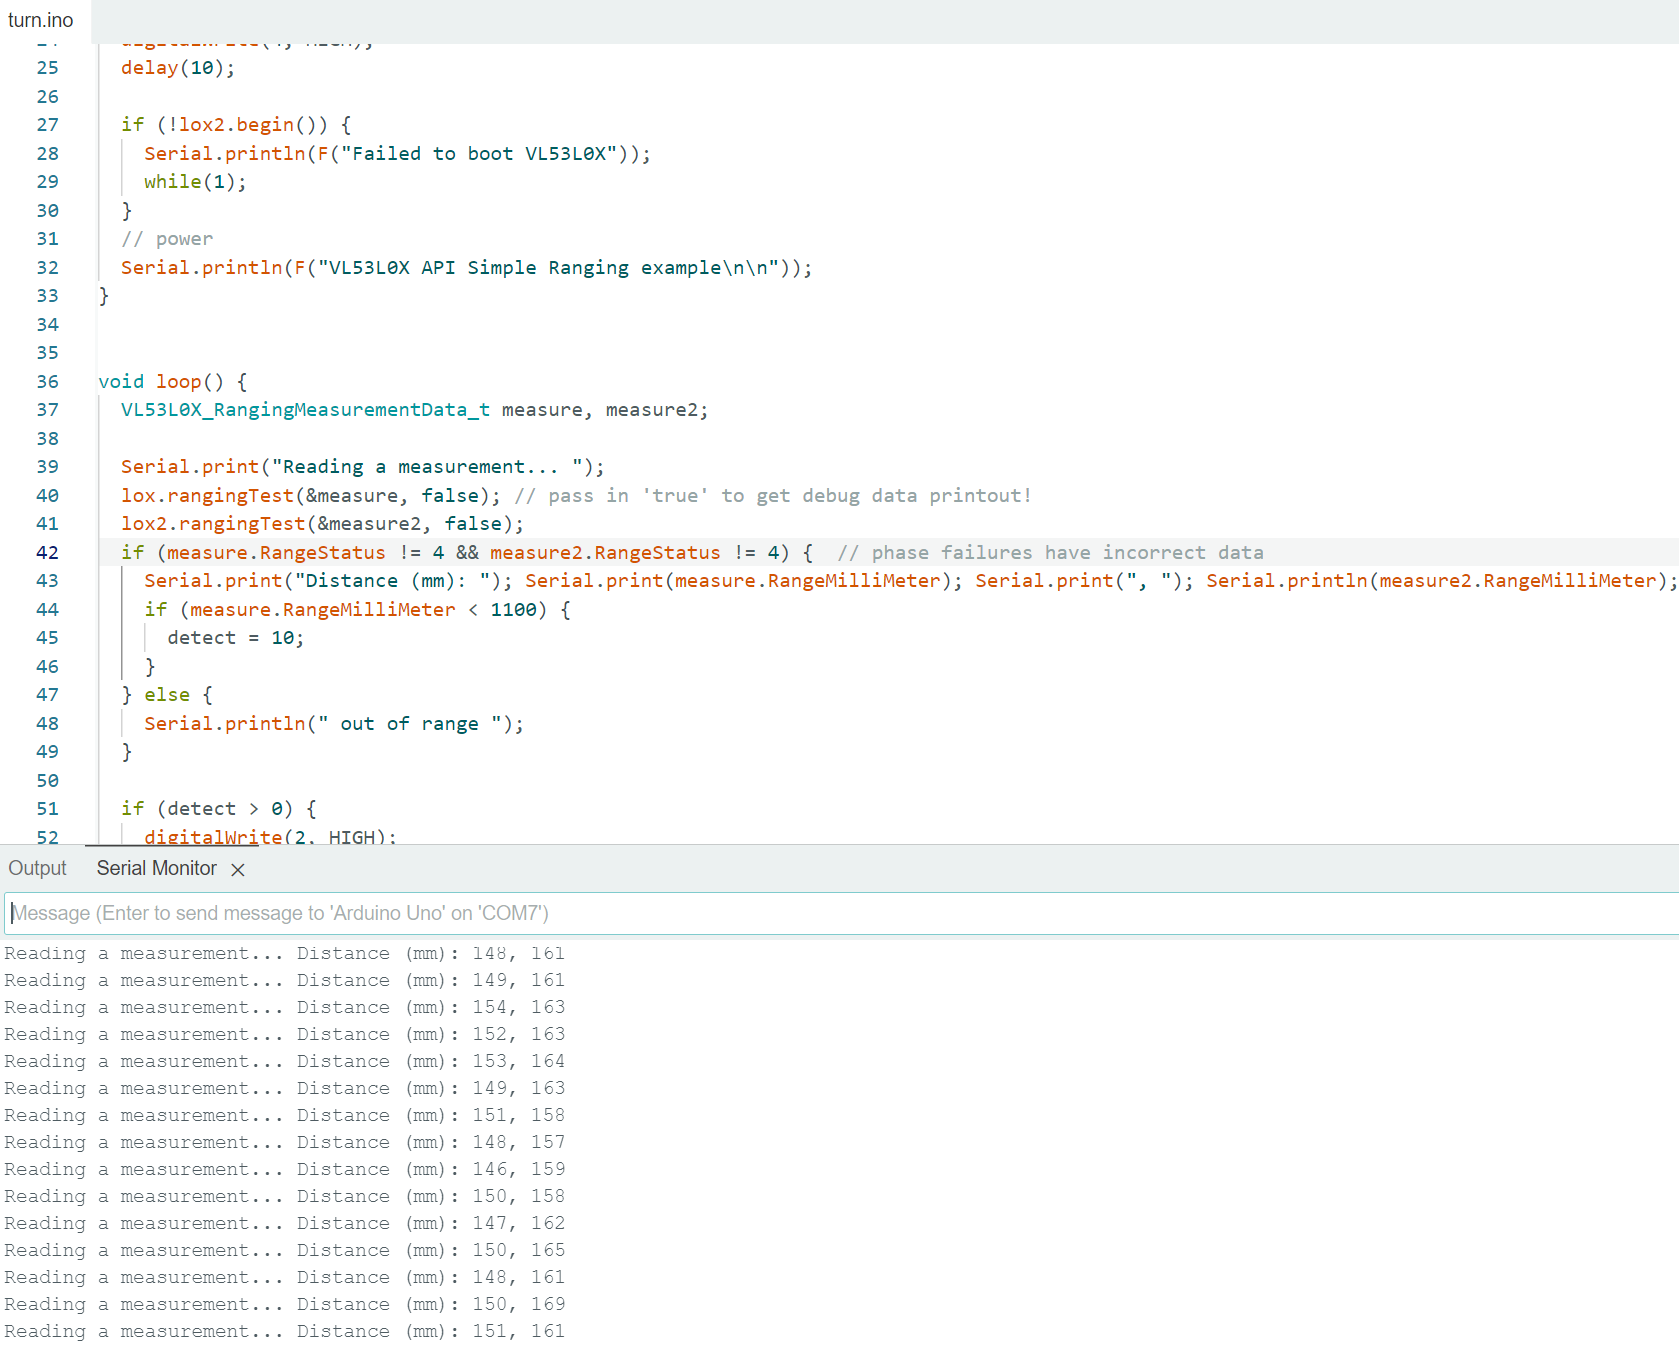 turn.ino
25 delay(10);
26
27 if (!lox2.begin()) {
28 Serial.println(F("Failed to boot VL53L0X"));
29 while(1);
30 }
31 // power
32 Serial.println(F("VL53L0X API Simple Ranging example\n\n"));
33 }
34
35
36 void loop() {
37 VL53L0X_RangingMeasurementData_t measure, measure2;
38
39 Serial.print("Reading a measurement... ");
40 lox.rangingTest(&measure, false); // pass in 'true' to get debug data printout!
41 lox2.rangingTest(&measure2, false);
42 if (measure.RangeStatus != 4 && measure2.RangeStatus != 4) { // phase failures have incorrect data
43 Serial.print("Distance (mm): "); Serial.print(measure.RangeMilliMeter); Serial.print(", "); Serial.println(measure2.RangeMilliMeter);
44 if (measure.RangeMilliMeter < 1100) {
45 detect = 10;
46 }
47 } else {
48 Serial.println(" out of range ");
49 }
50
51 if (detect > 0) {
52 digitalWrite(2, HIGH);
Output Serial Monitor
Message (Enter to send message to 'Arduino Uno' on 'COM7')
Reading a measurement... Distance (mm): 148, 161
Reading a measurement... Distance (mm): 149, 161
Reading a measurement... Distance (mm): 154, 163
Reading a measurement... Distance (mm): 152, 163
Reading a measurement... Distance (mm): 153, 164
Reading a measurement... Distance (mm): 149, 163
Reading a measurement... Distance (mm): 151, 158
Reading a measurement... Distance (mm): 148, 157
Reading a measurement... Distance (mm): 146, 159
Reading a measurement... Distance (mm): 150, 158
Reading a measurement... Distance (mm): 147, 162
Reading a measurement... Distance (mm): 150, 165
Reading a measurement... Distance (mm): 148, 161
Reading a measurement... Distance (mm): 150, 169
Reading a measurement... Distance (mm): 151, 161